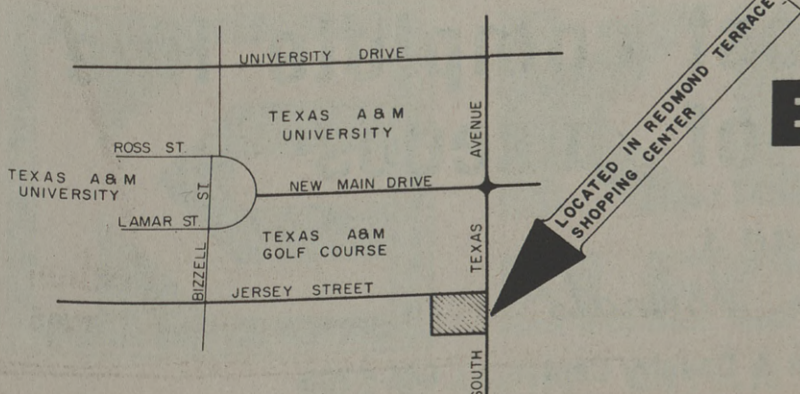 UNIVERSITY DRIVE
TEXAS A&M
UNIVERSITY
AVENUE
LOCATED IN REDMOND TERRACE
SHOPPING CENTER
ROSS ST.
TEXAS A&M
UNIVERSITY
ST
NEW MAIN DRIVE
LAMAR ST.
TEXAS A&M
GOLF COURSE
TEXAS
BIZZELL
JERSEY STREET
SOUTH